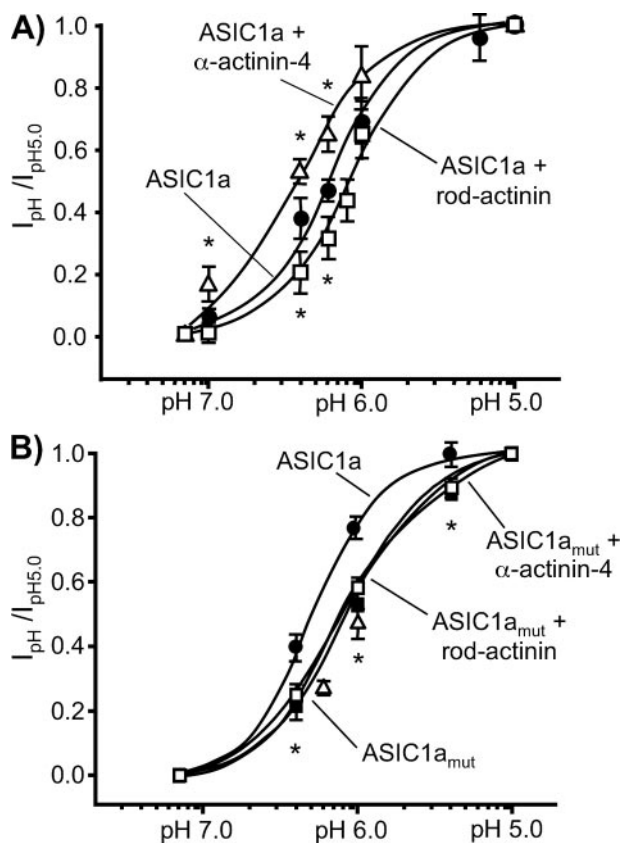 A)
ASIC1a +
α-actinin-4
*
*
*
*
*
ASIC1a
ASIC1a +
rod-actinin
I_pH / I_pH5.0
1.0
0.8
0.6
0.4
0.2
0.0
pH 7.0 pH 6.0 pH 5.0
B)
ASIC1a
ASIC1a_mut +
α-actinin-4
ASIC1a_mut +
rod-actinin
ASIC1a_mut
*
*
*
I_pH / I_pH5.0
1.0
0.8
0.6
0.4
0.2
0.0
pH 7.0 pH 6.0 pH 5.0